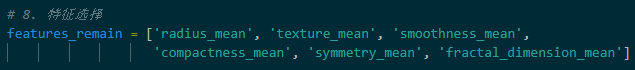 # 8. 特征选择
features_remain = ['radius_mean', 'texture_mean', 'smoothness_mean',
'compactness_mean', 'symmetry_mean', 'fractal_dimension_mean']